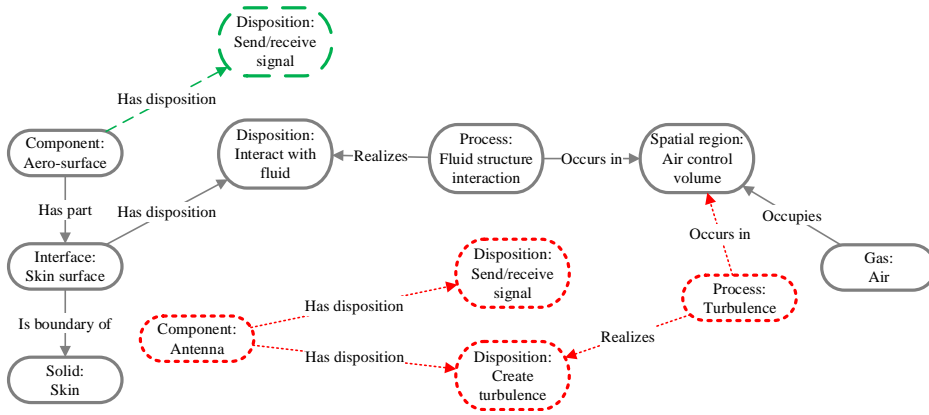 Disposition:
Send/receive
signal
Has disposition
Component:
Aero-surface
Disposition:
Interact with
fluid
Realizes
Process:
Fluid structure
interaction
Occurs in
Spatial region:
Air control
volume
Has part
Has disposition
Occupies
Occurs in
Interface:
Skin surface
Disposition:
Send/receive
signal
Gas:
Air
Process:
Turbulence
Has disposition
Is boundary of
Component:
Antenna
Realizes
Has disposition
Disposition:
Create
turbulence
Solid:
Skin